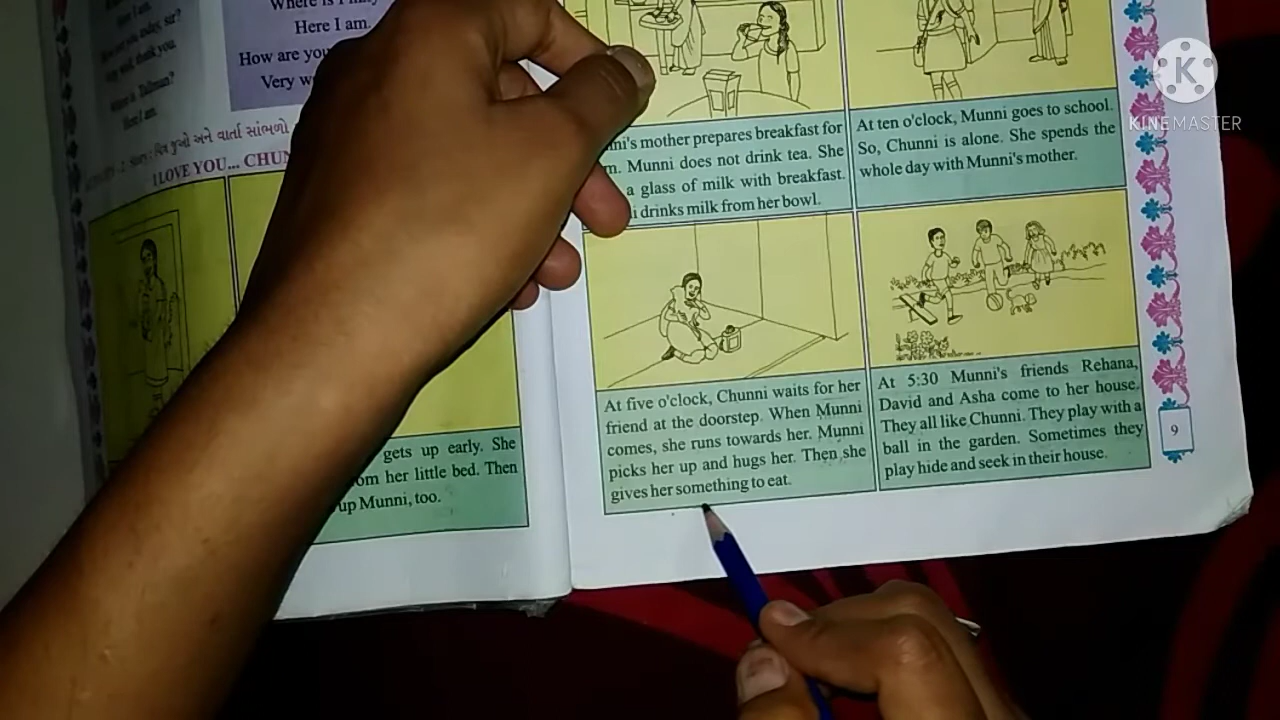 Here I am.
How are you
Very
Here I am.
ચિત્ર જુઓ અને વાર્તા સાંભળો
I LOVE YOU... CHUN
gets up early. She
om her little bed. Then
up Munni, too.
ni's mother prepares breakfast for
m. Munni does not drink tea. She
a glass of milk with breakfast.
i drinks milk from her bowl.
At ten o'clock, Munni goes to school.
So, Chunni is alone. She spends the
whole day with Munni's mother.
At five o'clock, Chunni waits for her
friend at the doorstep. When Munni
comes, she runs towards her. Munni
picks her up and hugs her. Then she
gives her something to eat.
At 5:30 Munni's friends Rehana,
David and Asha come to her house.
They all like Chunni. They play with a
ball in the garden. Sometimes they
play hide and seek in their house.
9
K
KINEMASTER